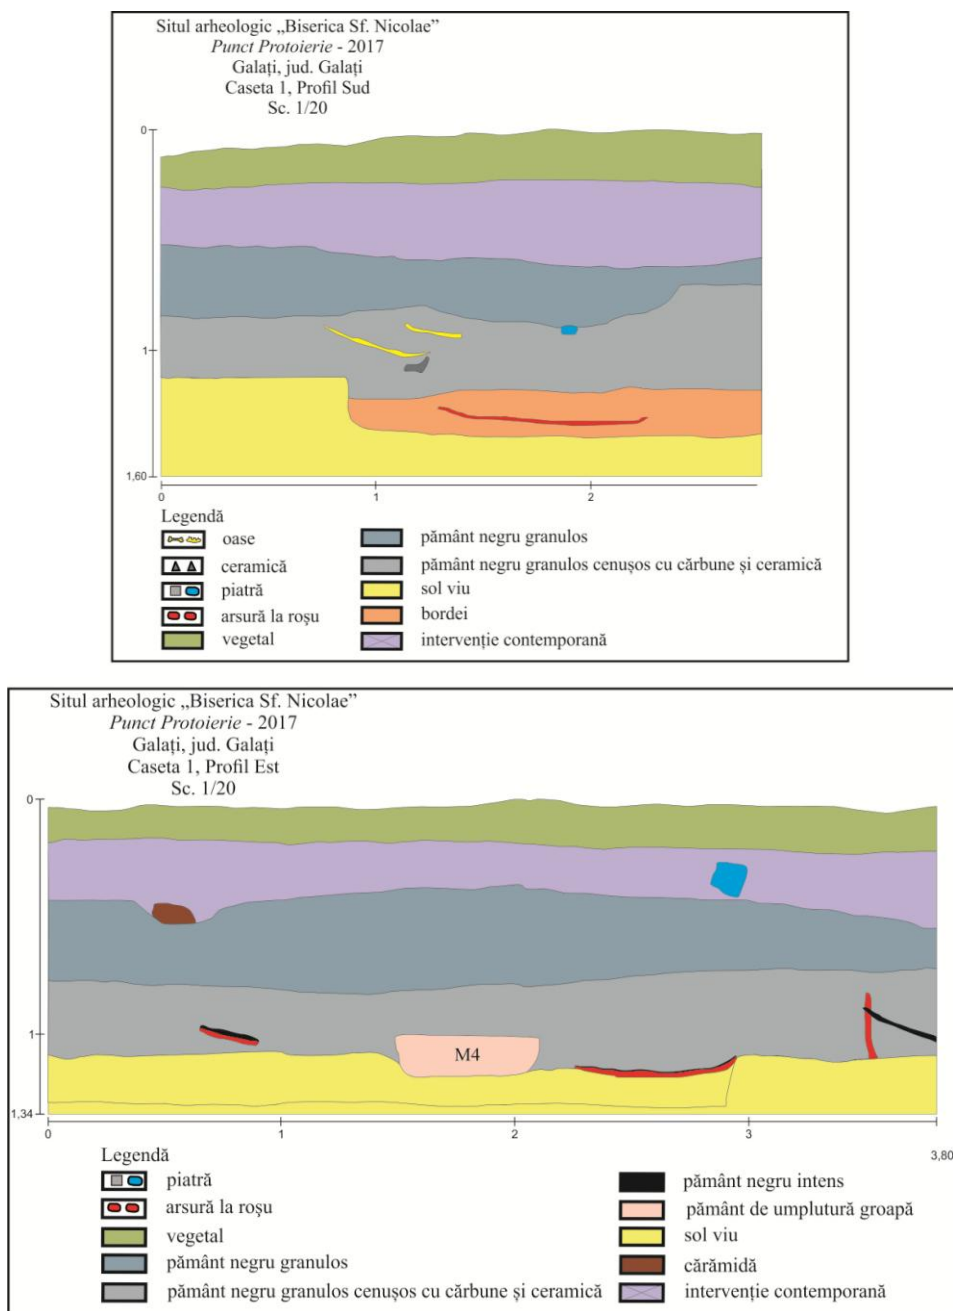 Situl arheologic „Biserica Sf. Nicolae”
Punct Protoierie - 2017
Galați, jud. Galați
Caseta 1, Profil Sud
Sc. 1/20
0
1
1,60
0
1
2
Legendă
oase
ceramică
piatră
arsură la roșu
vegetal
pământ negru granulos
pământ negru granulos cenușos cu cărbune și ceramică
sol viu
bordei
intervenție contemporană
Situl arheologic „Biserica Sf. Nicolae”
Punct Protoierie - 2017
Galați, jud. Galați
Caseta 1, Profil Est
Sc. 1/20
0
1
M4
1,34
0
1
2
3
3,80
Legendă
piatră
arsură la roșu
vegetal
pământ negru granulos
pământ negru granulos cenușos cu cărbune și ceramică
pământ negru intens
pământ de umplutură groapă
sol viu
cărămidă
intervenție contemporană